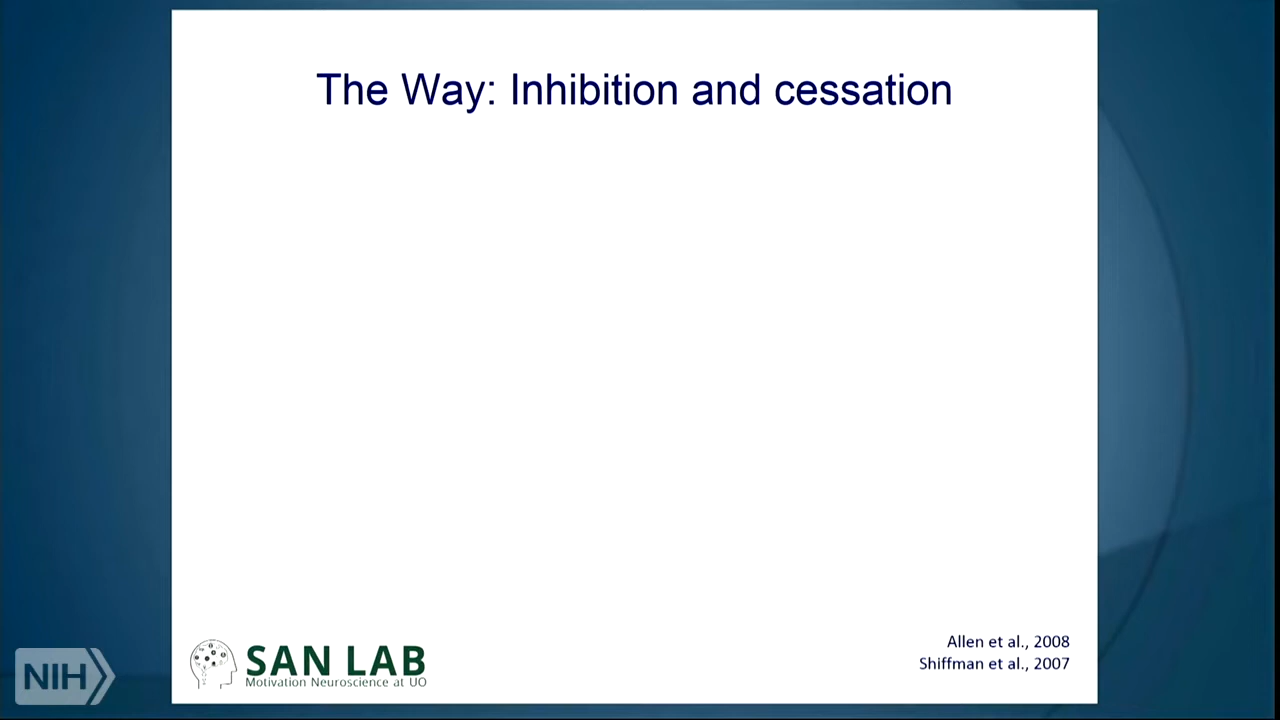 The Way: Inhibition and cessation
Allen et al., 2008
Shiffman et al., 2007
SAN LAB
Motivation Neuroscience at UO
NIH